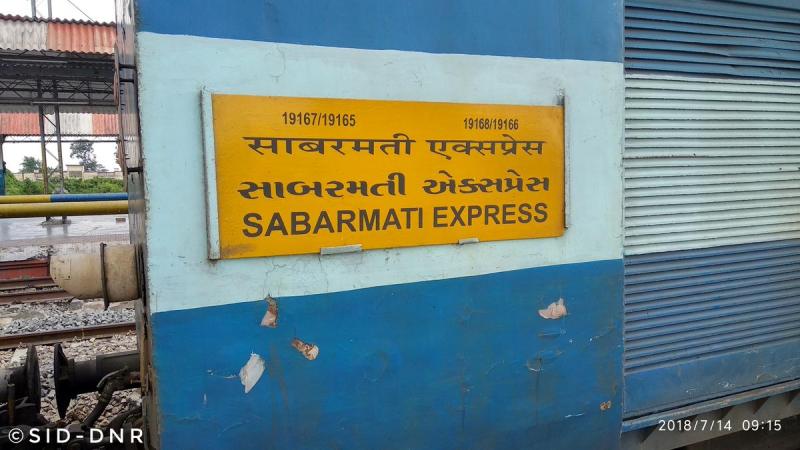 19167/19165 19168/19166
साबरमती एक्सप्रेस
સાબરમતી એક્સપ્રેસ
SABARMATI EXPRESS
©SID-DNR
2018/7/14 09:15